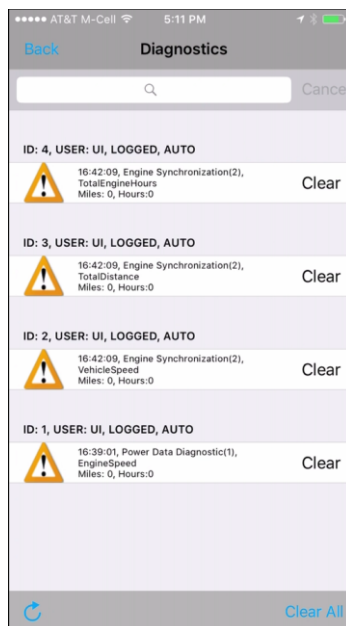 AT&T M-Cell 5:11 PM
Back Diagnostics
Cance
ID: 4, USER: UI, LOGGED, AUTO
16:42:09, Engine Synchronization(2),
TotalEngineHours
Miles: 0, Hours:0
Clear
ID: 3, USER: UI, LOGGED, AUTO
16:42:09, Engine Synchronization(2),
TotalDistance
Miles: 0, Hours:0
Clear
ID: 2, USER: UI, LOGGED, AUTO
16:42:09, Engine Synchronization(2),
VehicleSpeed
Miles: 0, Hours:0
Clear
ID: 1, USER: UI, LOGGED, AUTO
16:39:01, Power Data Diagnostic(1),
EngineSpeed
Miles: 0, Hours:0
Clear
Clear All